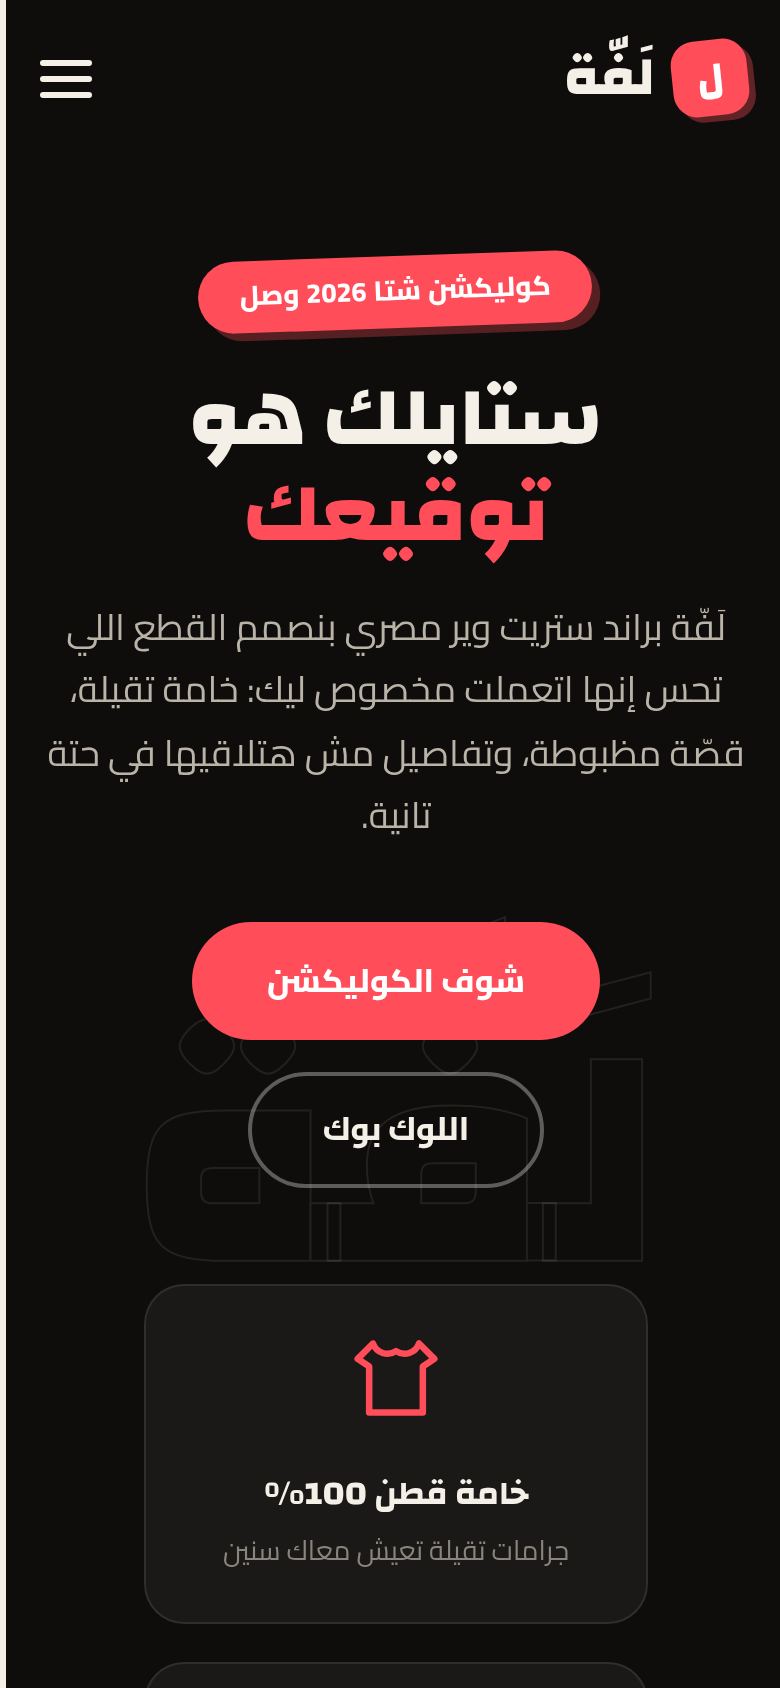 ل
لَفّة
كوليكشن شتا 2026 وصل
ستايلك هو
توقيعك
لَفّة براند ستريت وير مصري بنصمم القطع اللي
تحس إنها اتعملت مخصوص ليك: خامة تقيلة،
قصّة مظبوطة، وتفاصيل مش هتلاقيها في حتة
تانية.
شوف الكوليكشن
اللوك بوك
لَفة
خامة قطن 100%
جرامات تقيلة تعيش معاك سنين